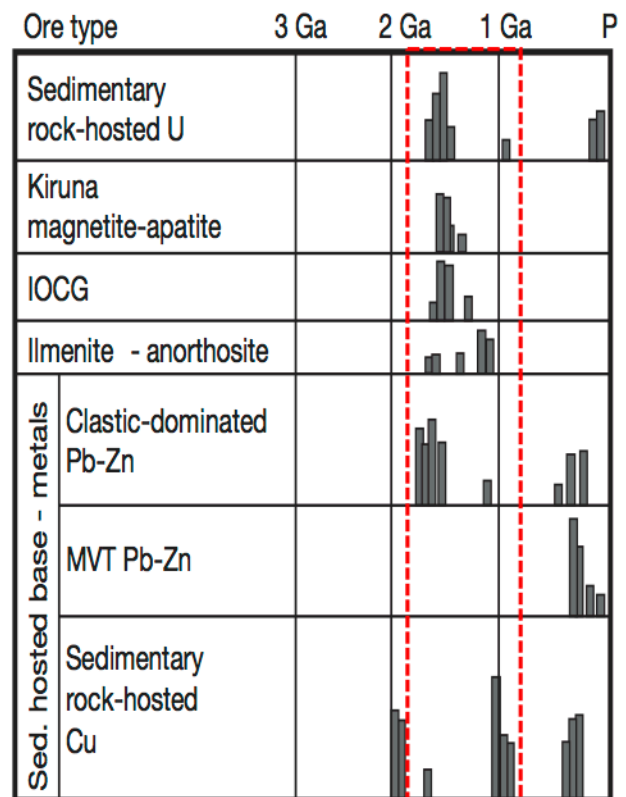 Ore type 3 Ga 2 Ga 1 Ga P
Sedimentary
rock-hosted U
Kiruna
magnetite-apatite
IOCG
Ilmenite - anorthosite
Sed. hosted base - metals
Clastic-dominated
Pb-Zn
MVT Pb-Zn
Sedimentary
rock-hosted
Cu